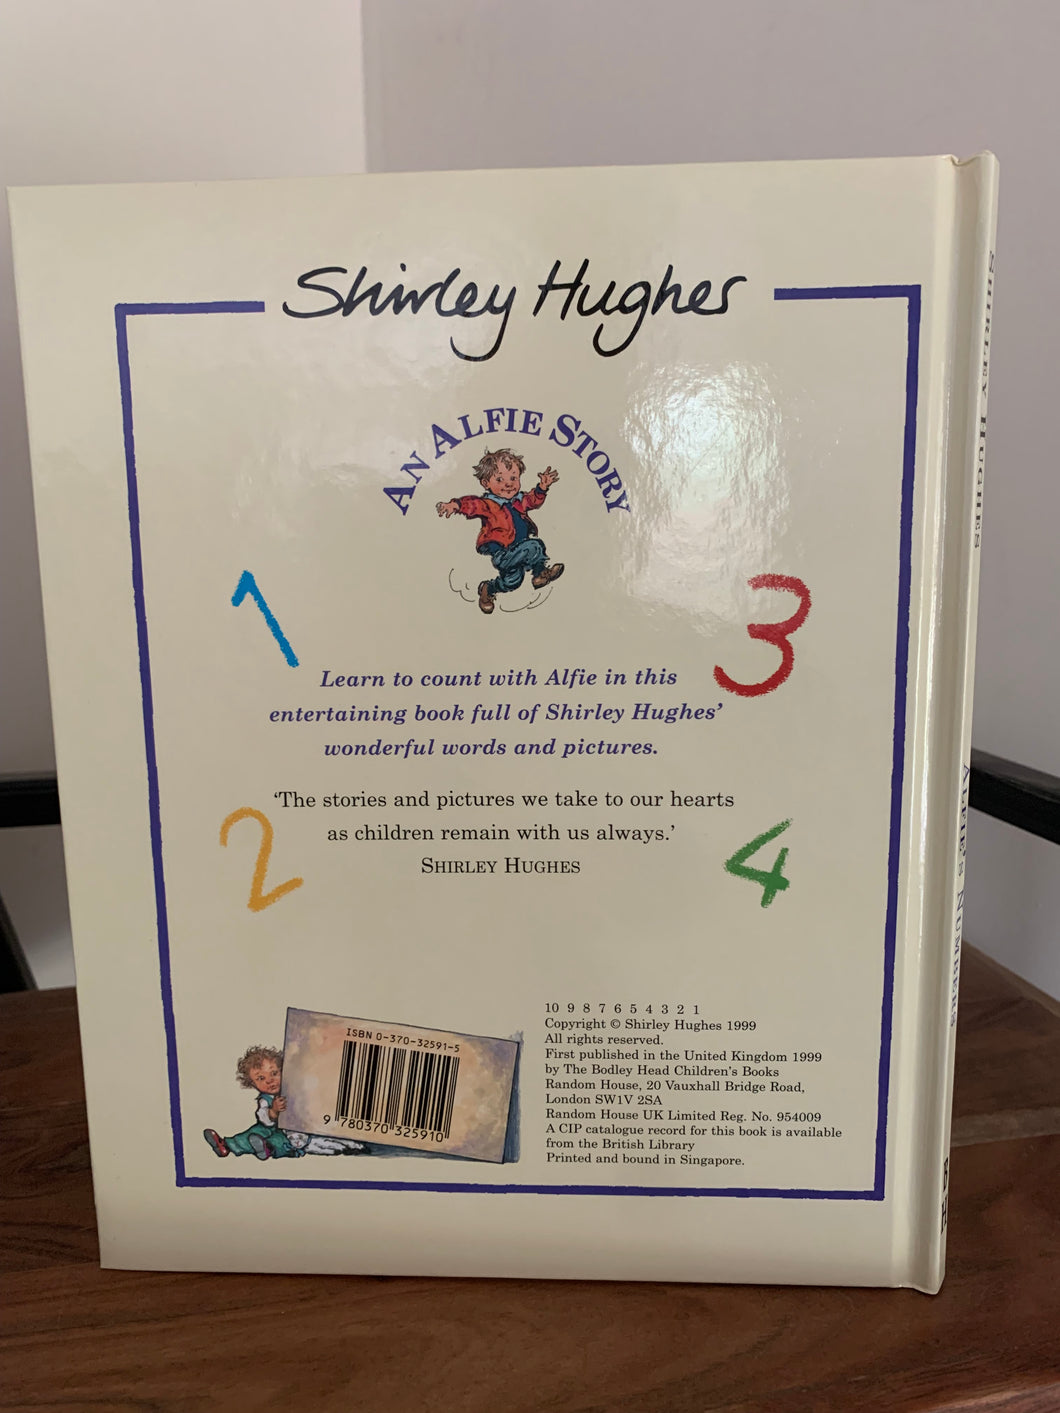 Shirley Hughes
AN ALFIE STORY
1
3
Learn to count with Alfie in this
entertaining book full of Shirley Hughes’
wonderful words and pictures.
2
4
‘The stories and pictures we take to our hearts
as children remain with us always.’
SHIRLEY HUGHES
ISBN 0-370-32591-5
9 780370 325910
10 9 8 7 6 5 4 3 2 1
Copyright © Shirley Hughes 1999
All rights reserved.
First published in the United Kingdom 1999
by The Bodley Head Children’s Books
Random House, 20 Vauxhall Bridge Road,
London SW1V 2SA
Random House UK Limited Reg. No. 954009
A CIP catalogue record for this book is available
from the British Library
Printed and bound in Singapore.
SHIRLEY HUGHES
ALFIE’S NUMBERS